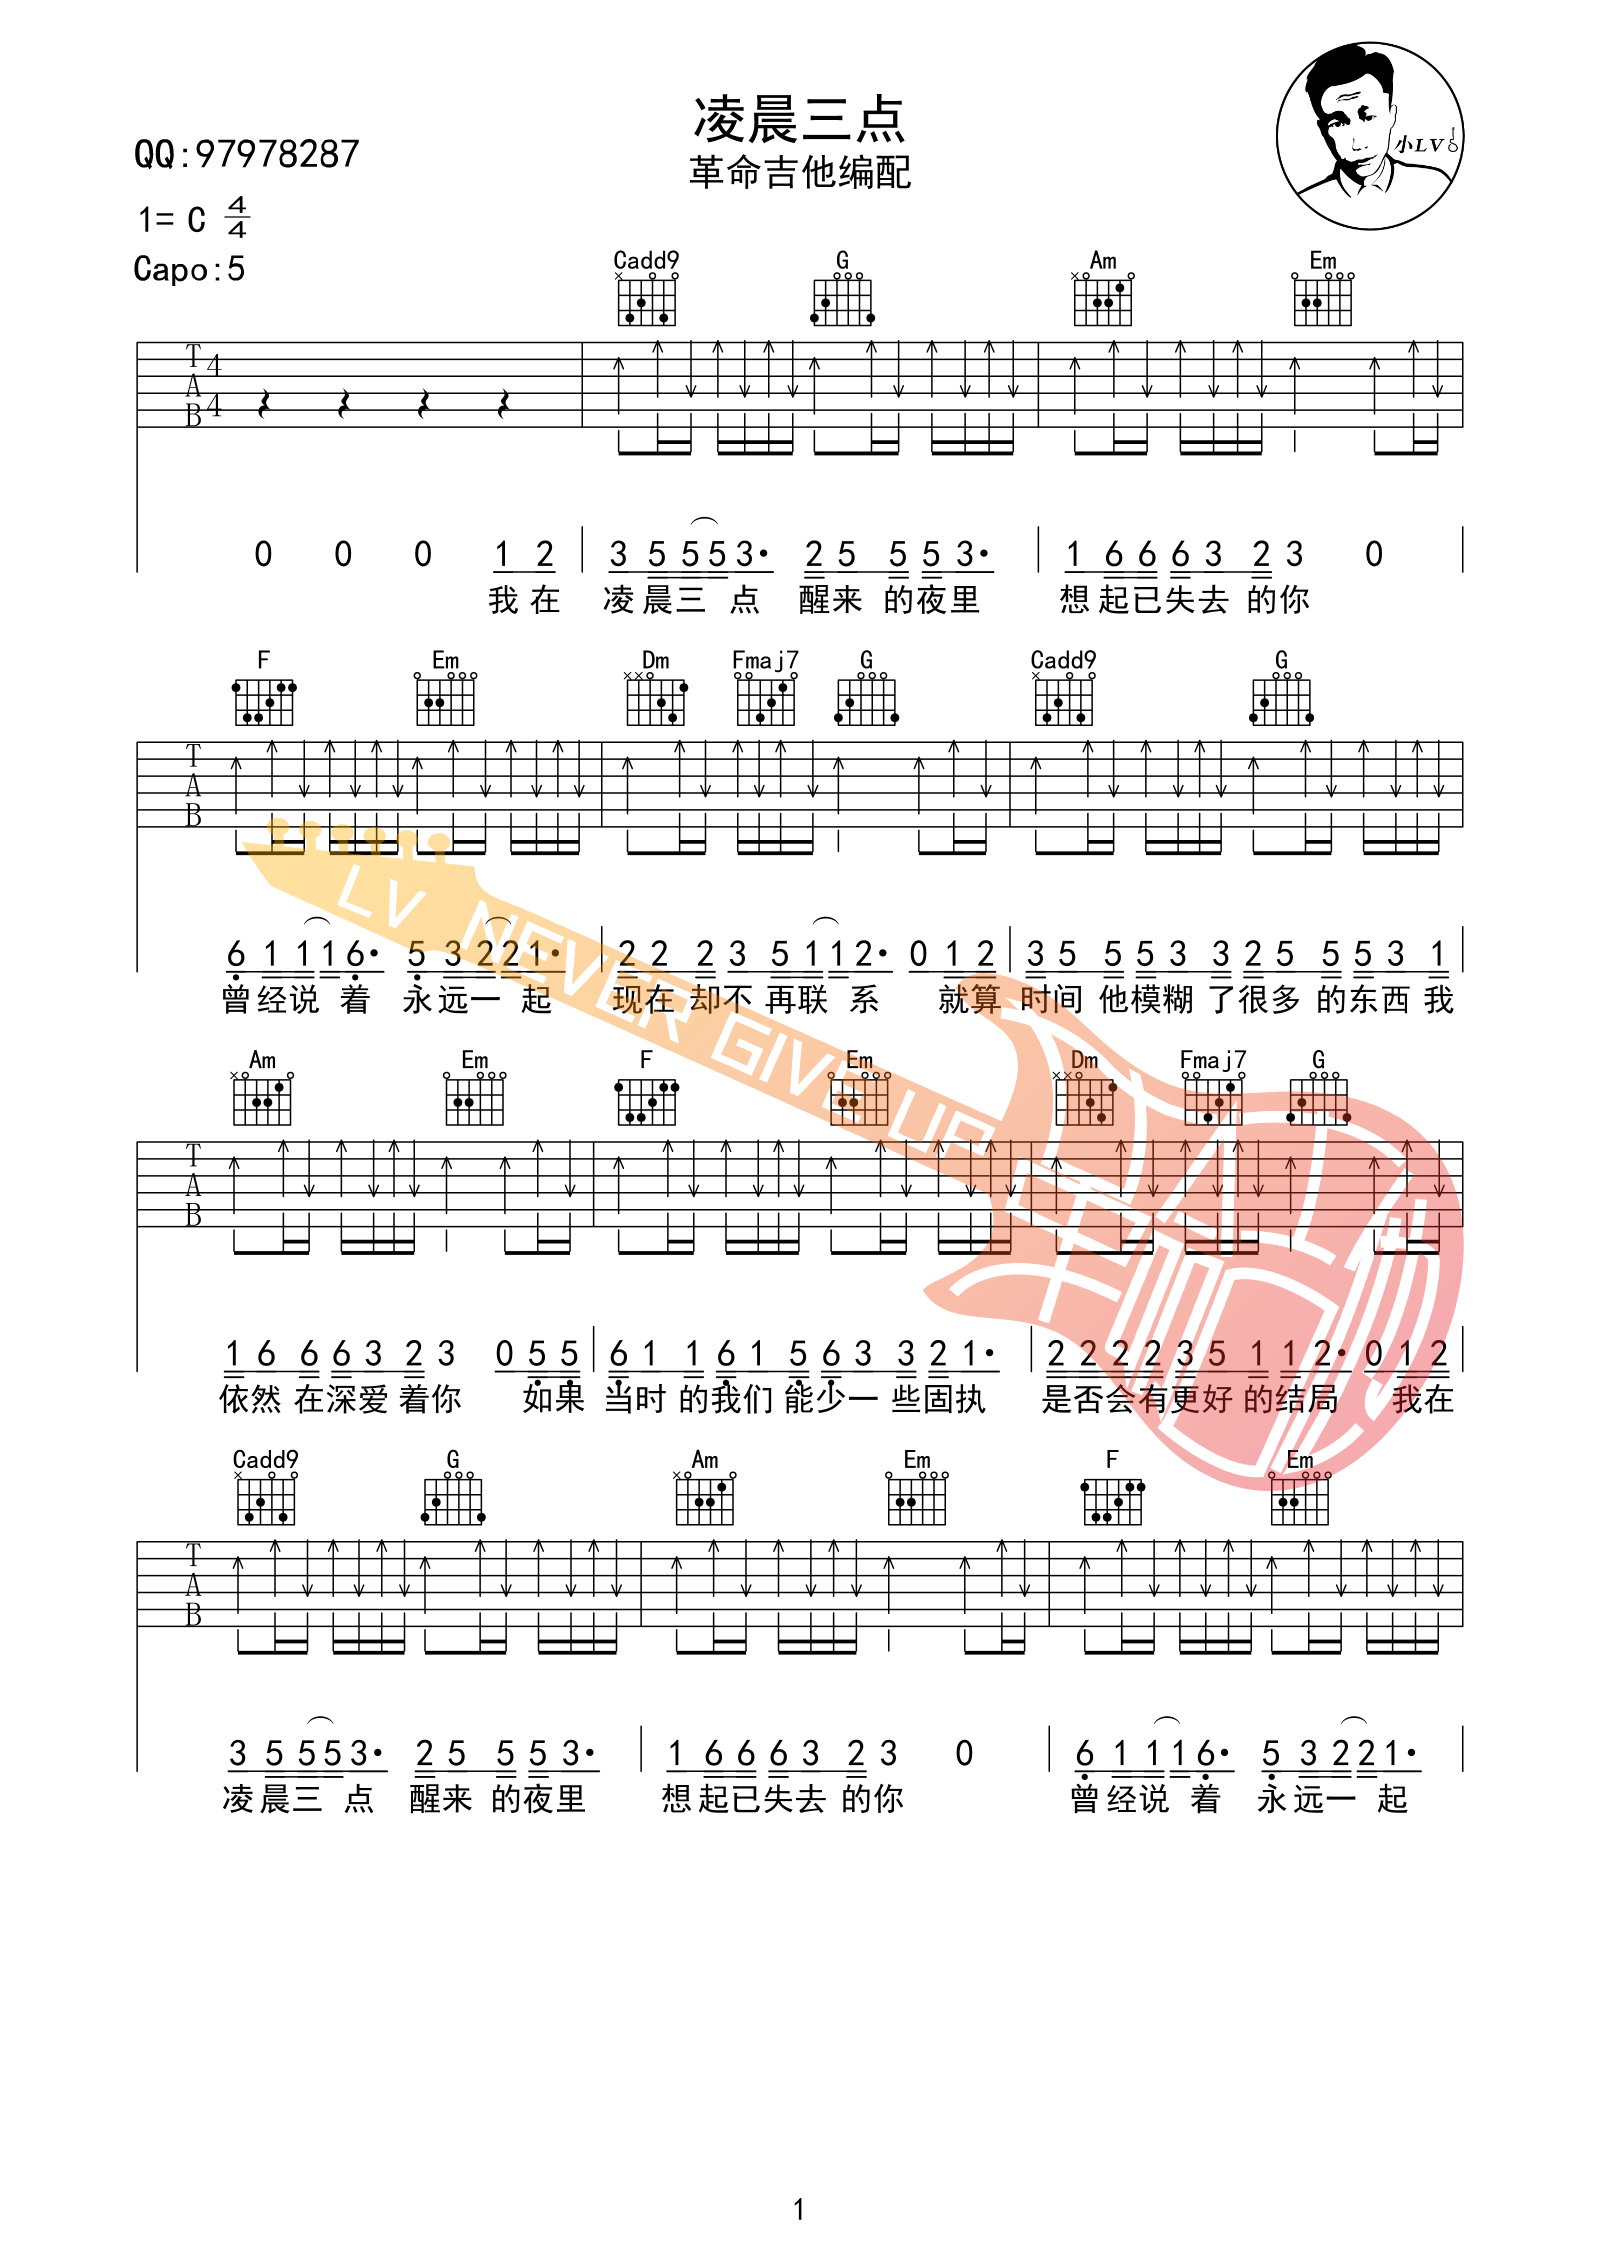 凌晨三点
革命吉他编配
QQ:97978287
1= C 4/4
Capo:5
小LV
Cadd9 G Am Em
T A B 4 4
0 0 0 1 2 3 5 5 5 3· 2 5 5 5 3· 1 6 6 6 3 2 3 0
我在 凌晨三 点 醒来 的夜里 想起已失去 的你
F Em Dm Fmaj7 G Cadd9 G
T A B
6 1 1 1 6· 5 3 2 2 1· 2 2 2 3 5 1 1 2· 0 1 2 3 5 5 5 3 3 2 5 5 5 3 1
曾经说 着 永远一 起 现在 却不 再联 系 就算 时间 他模糊 了很多 的东西 我
LV NEVER GIVE UP
Am Em F Em Dm Fmaj7 G
T A B
1 6 6 6 3 2 3 0 5 5 6 1 1 6 1 5 6 3 3 2 1· 2 2 2 2 3 5 1 1 2· 0 1 2
依然 在深爱 着你 如果 当时 的我们 能少一 些固执 是否会有更好 的结局 我在
Cadd9 G Am Em F Em
T A B
3 5 5 5 3· 2 5 5 5 3· 1 6 6 6 3 2 3 0 6 1 1 1 6· 5 3 2 2 1·
凌晨三 点 醒来 的夜里 想起已失去 的你 曾经说 着 永远一 起
1